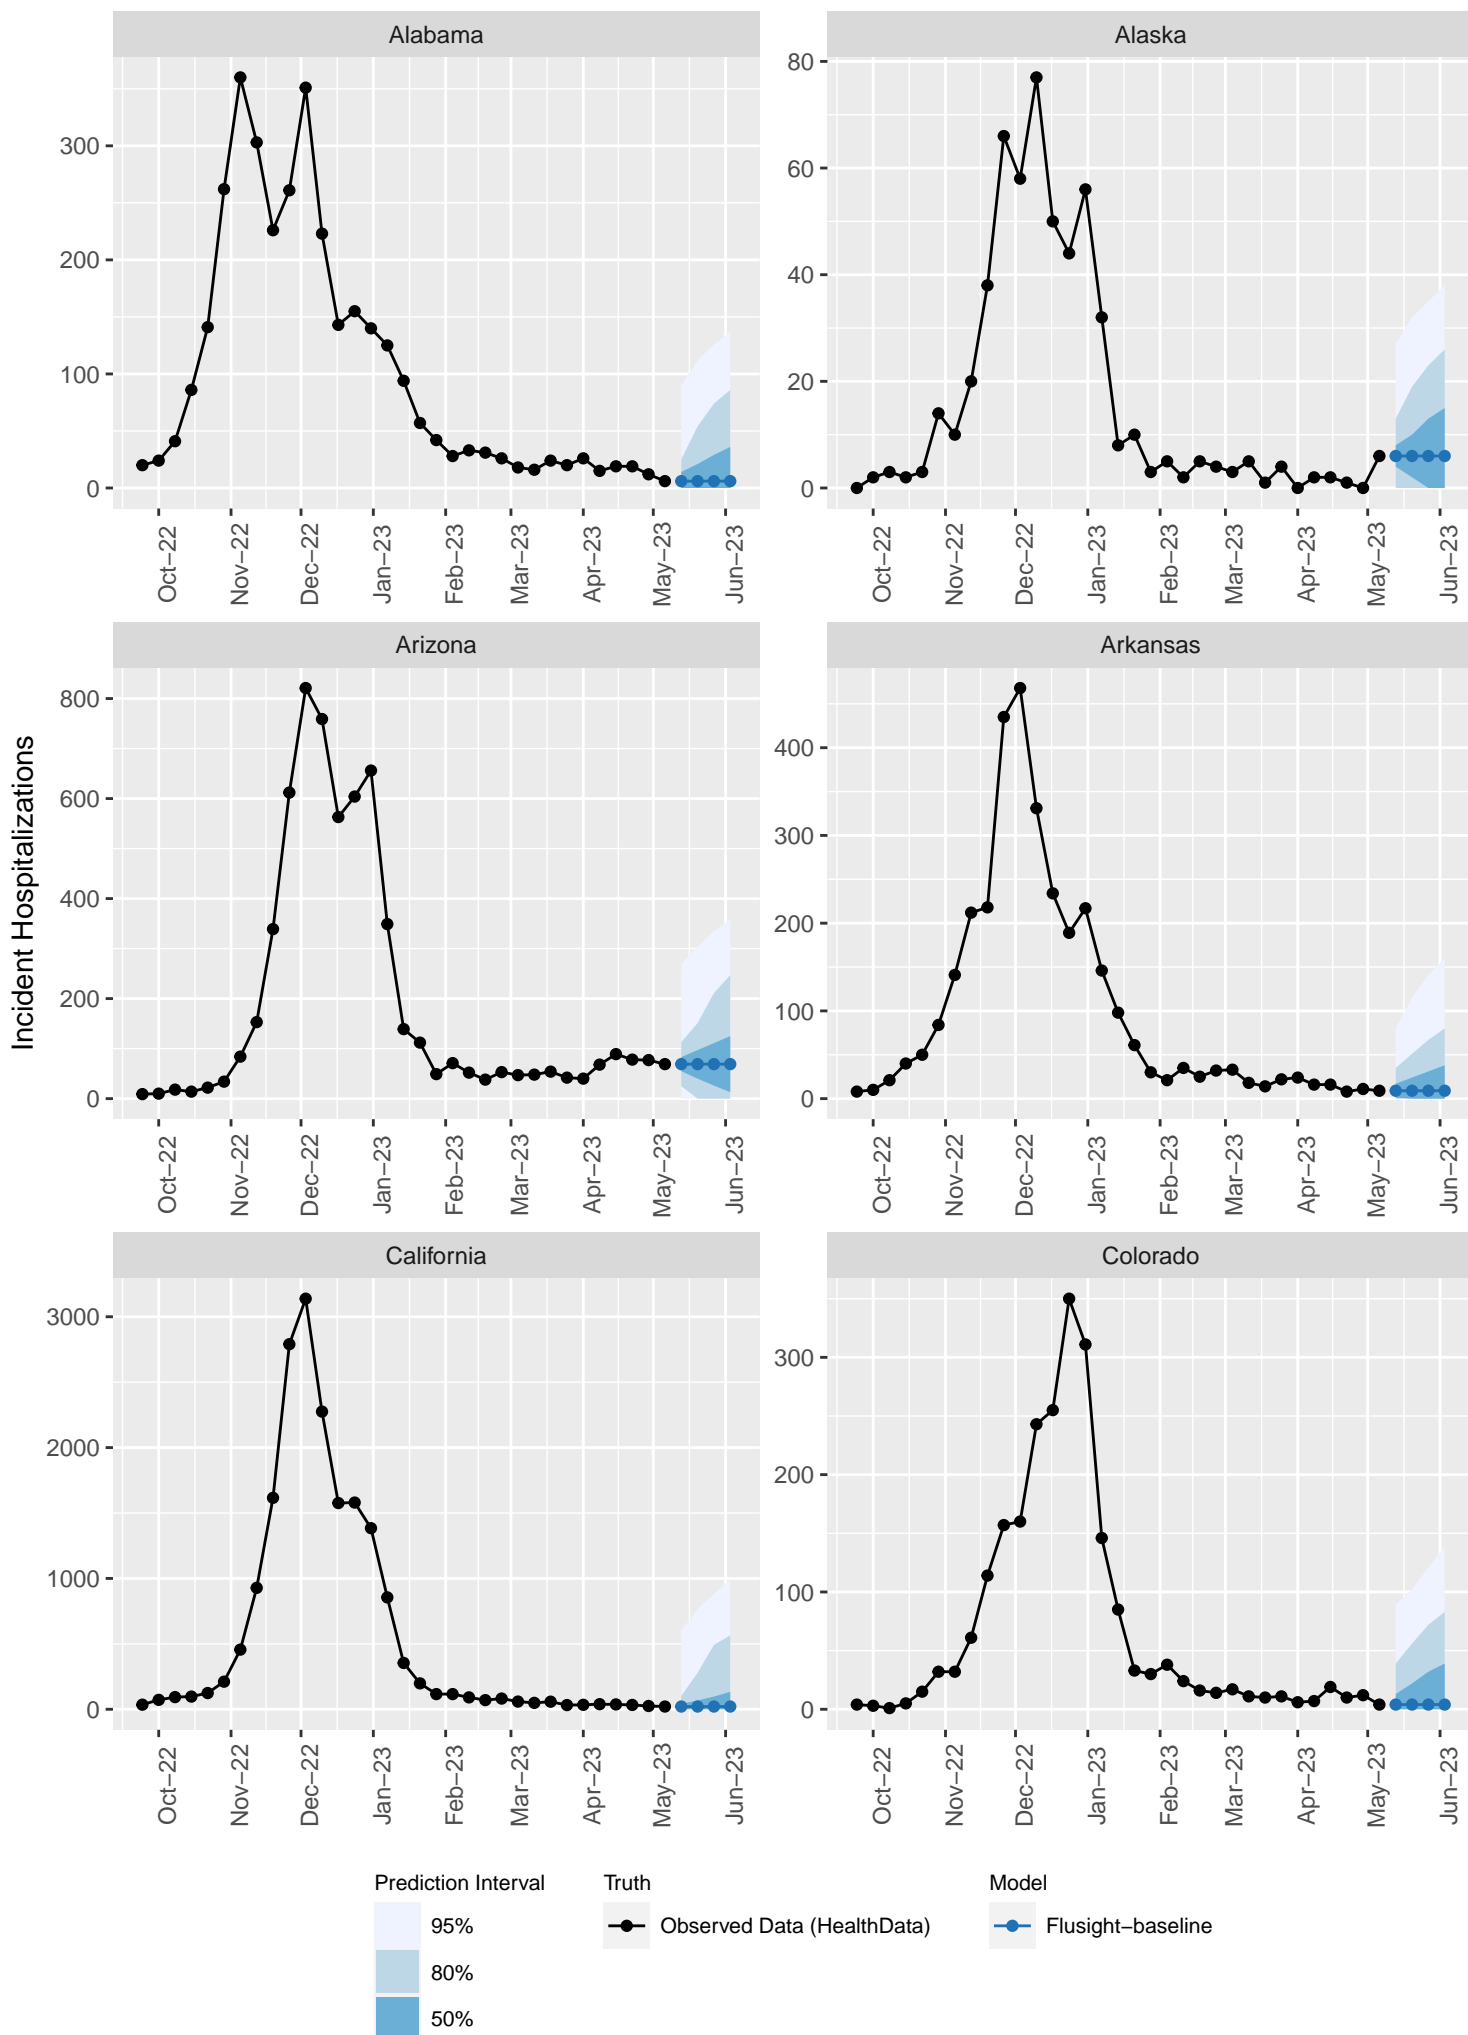 Alabama
Alaska
300
200
100
0
80
60
40
20
0
Oct−22
Nov−22
Dec−22
Jan−23
Feb−23
Mar−23
Apr−23
May−23
Jun−23
Oct−22
Nov−22
Dec−22
Jan−23
Feb−23
Mar−23
Apr−23
May−23
Jun−23
Incident Hospitalizations
Arizona
Arkansas
800
600
400
200
0
400
300
200
100
0
Oct−22
Nov−22
Dec−22
Jan−23
Feb−23
Mar−23
Apr−23
May−23
Jun−23
Oct−22
Nov−22
Dec−22
Jan−23
Feb−23
Mar−23
Apr−23
May−23
Jun−23
California
Colorado
3000
2000
1000
0
300
200
100
0
Oct−22
Nov−22
Dec−22
Jan−23
Feb−23
Mar−23
Apr−23
May−23
Jun−23
Oct−22
Nov−22
Dec−22
Jan−23
Feb−23
Mar−23
Apr−23
May−23
Jun−23
Prediction Interval
95%
80%
50%
Truth
Observed Data (HealthData)
Model
Flusight−baseline